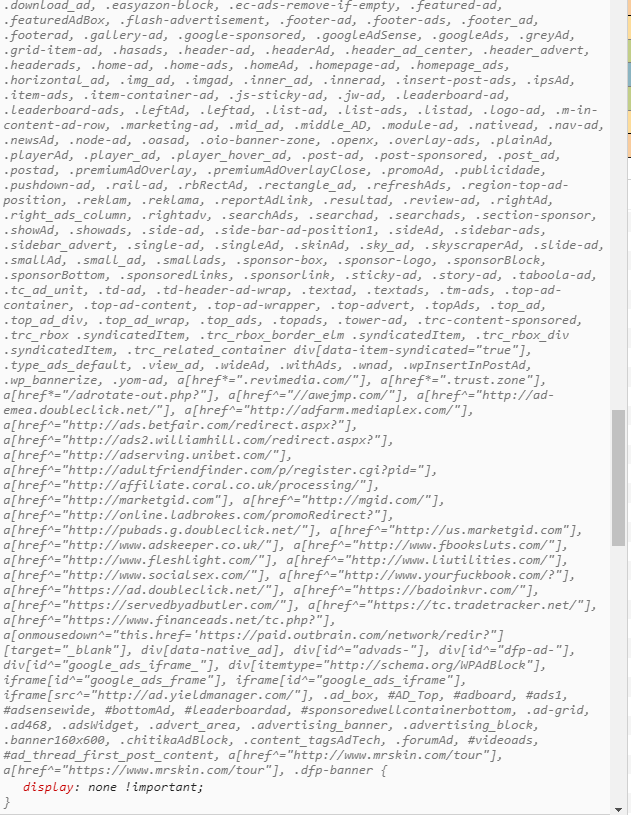 .download_ad, .easyazon-block, .ec-ads-remove-if-empty, .featured-ad,
.featuredAdBox, .flash-advertisement, .footer-ad, .footer-ads, .footer_ad,
.footerad, .gallery-ad, .google-sponsored, .googleAdSense, .googleAds, .greyAd,
.grid-item-ad, .hasads, .header-ad, .headerAd, .header_ad_center, .header_advert,
.headerads, .home-ad, .home-ads, .homeAd, .homepage-ad, .homepage_ads,
.horizontal_ad, .img_ad, .imgad, .inner_ad, .innerad, .insert-post-ads, .ipsAd,
.item-ads, .item-container-ad, .js-sticky-ad, .jw-ad, .leaderboard-ad,
.leaderboard-ads, .leftAd, .leftad, .list-ad, .list-ads, .listad, .logo-ad, .m-in-
content-ad-row, .marketing-ad, .mid_ad, .middle_AD, .module-ad, .nativead, .nav-ad,
.newsAd, .node-ad, .oasad, .oio-banner-zone, .openx, .overlay-ads, .plainAd,
.playerAd, .player_ad, .player_hover_ad, .post-ad, .post-sponsored, .post_ad,
.postad, .premiumAdOverlay, .premiumAdOverlayClose, .promoAd, .publicidade,
.pushdown-ad, .rail-ad, .rbRectAd, .rectangle_ad, .refreshAds, .region-top-ad-
position, .reklam, .reklama, .reportAdLink, .resultad, .review-ad, .rightAd,
.right_ads_column, .rightadv, .searchAds, .searchad, .searchads, .section-sponsor,
.showAd, .showads, .side-ad, .side-bar-ad-position1, .sideAd, .sidebar-ads,
.sidebar_advert, .single-ad, .singleAd, .skinAd, .sky_ad, .skyscraperAd, .slide-ad,
.smallAd, .small_ad, .smallads, .sponsor-box, .sponsor-logo, .sponsorBlock,
.sponsorBottom, .sponsoredLinks, .sponsorlink, .sticky-ad, .story-ad, .taboola-ad,
.tc_ad_unit, .td-ad, .td-header-ad-wrap, .textad, .textads, .tm-ads, .top-ad-
container, .top-ad-content, .top-ad-wrapper, .top-advert, .topAds, .top_ad,
.top_ad_div, .top_ad_wrap, .top_ads, .topads, .tower-ad, .trc-content-sponsored,
.trc_rbox .syndicatedItem, .trc_rbox_border_elm .syndicatedItem, .trc_rbox_div
.syndicatedItem, .trc_related_container div[data-item-syndicated="true"],
.type_ads_default, .view_ad, .wideAd, .withAds, .wnad, .wpInsertInPostAd,
.wp_bannerize, .yom-ad, a[href*=".revimedia.com/"], a[href*=".trust.zone"],
a[href*="/adrotate-out.php?"], a[href^="//awejmp.com/"], a[href^="http://ad-
emea.doubleclick.net/"], a[href^="http://adfarm.mediaplex.com/"],
a[href^="http://ads.betfair.com/redirect.aspx?"],
a[href^="http://ads2.williamhill.com/redirect.aspx?"],
a[href^="http://adserving.unibet.com/"],
a[href^="http://adultfriendfinder.com/p/register.cgi?pid="],
a[href^="http://affiliate.coral.co.uk/processing/"],
a[href^="http://marketgid.com"], a[href^="http://mgid.com/"],
a[href^="http://online.ladbrokes.com/promoRedirect?"],
a[href^="http://pubads.g.doubleclick.net/"], a[href^="http://us.marketgid.com"],
a[href^="http://www.adskeeper.co.uk/"], a[href^="http://www.fbooksluts.com/"],
a[href^="http://www.fleshlight.com/"], a[href^="http://www.liutilities.com/"],
a[href^="http://www.socialsex.com/"], a[href^="http://www.yourfuckbook.com/?"],
a[href^="https://ad.doubleclick.net/"], a[href^="https://badoinkvr.com/"],
a[href^="https://servedbyadbutler.com/"], a[href^="https://tc.tradetracker.net/"],
a[href^="https://www.financeads.net/tc.php?"],
a[onmousedown^="this.href='https://paid.outbrain.com/network/redir?"]
[target="_blank"], div[data-native_ad], div[id^="advads-"], div[id^="dfp-ad-"],
div[id^="google_ads_iframe_"], div[itemtype="http://schema.org/WPAdBlock"],
iframe[id^="google_ads_frame"], iframe[id^="google_ads_iframe"],
iframe[src^="http://ad.yieldmanager.com/"], .ad_box, #AD_Top, #adboard, #ads1,
#adsensewide, #bottomAd, #leaderboardad, #sponsoredwellcontainerbottom, .ad-grid,
.ad468, .adsWidget, .advert_area, .advertising_banner, .advertising_block,
.banner160x600, .chitikaAdBlock, .content_tagsAdTech, .forumAd, #videoads,
#ad_thread_first_post_content, a[href^="http://www.mrskin.com/tour"],
a[href^="https://www.mrskin.com/tour"], .dfp-banner {
display: none !important;
}